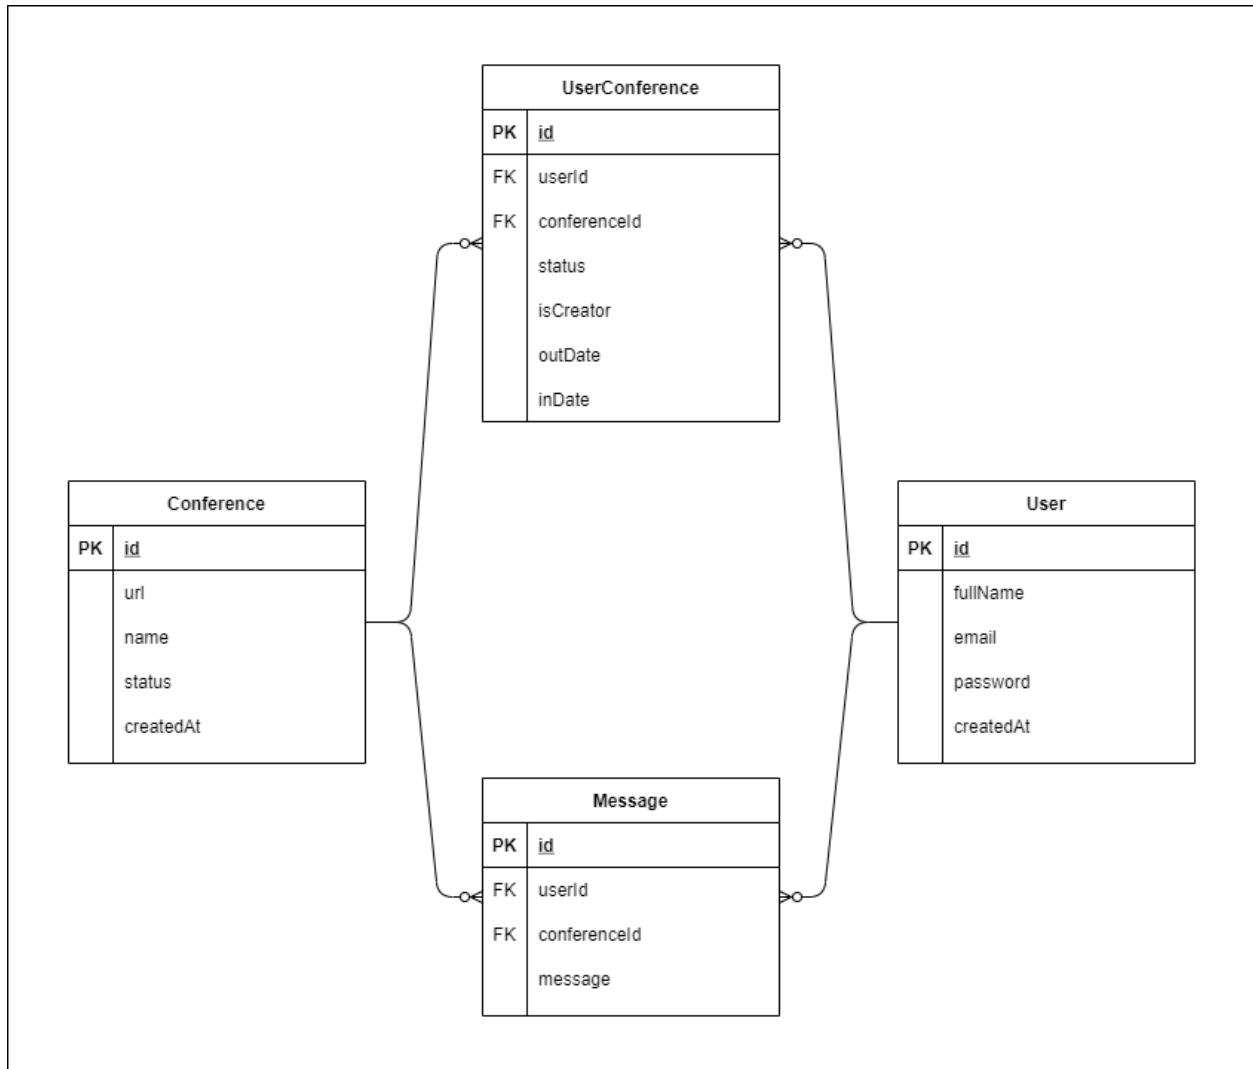 UserConference
PK id
FK userId
FK conferenceId
status
isCreator
outDate
inDate
Conference
PK id
url
name
status
createdAt
User
PK id
fullName
email
password
createdAt
Message
PK id
FK userId
FK conferenceId
message